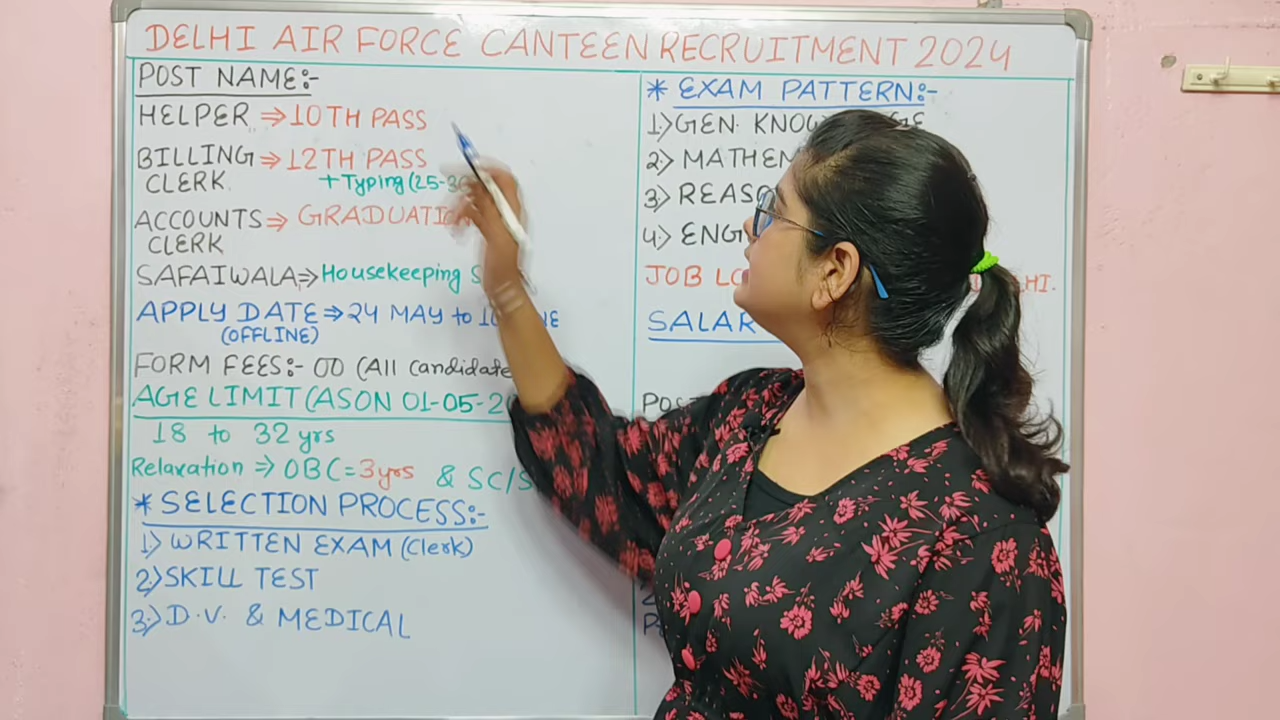 DELHI AIR FORCE CANTEEN RECRUITMENT 2024
POST NAME:-
HELPER ⇒ 10TH PASS
BILLING ⇒ 12TH PASS
CLERK + Typing (25-30
ACCOUNTS ⇒ GRADUATIO
CLERK
SAFAIWALA ⇒ Housekeeping S
APPLY DATE ⇒ 24 MAY to
(OFFLINE)
FORM FEES:- 00 (All candidate
AGE LIMIT (AS ON 01-05-20
18 to 32 yrs
Relaxation ⇒ OBC = 3yrs & SC/S
* SELECTION PROCESS:-
1.) WRITTEN EXAM (Clerk)
2.) SKILL TEST
3.) D.V. & MEDICAL
* EXAM PATTERN:-
1.) GEN. KNOW GE
2.) MATHEM
3.) REASO
4.) ENG
JOB LO HI.
SALAR
POST